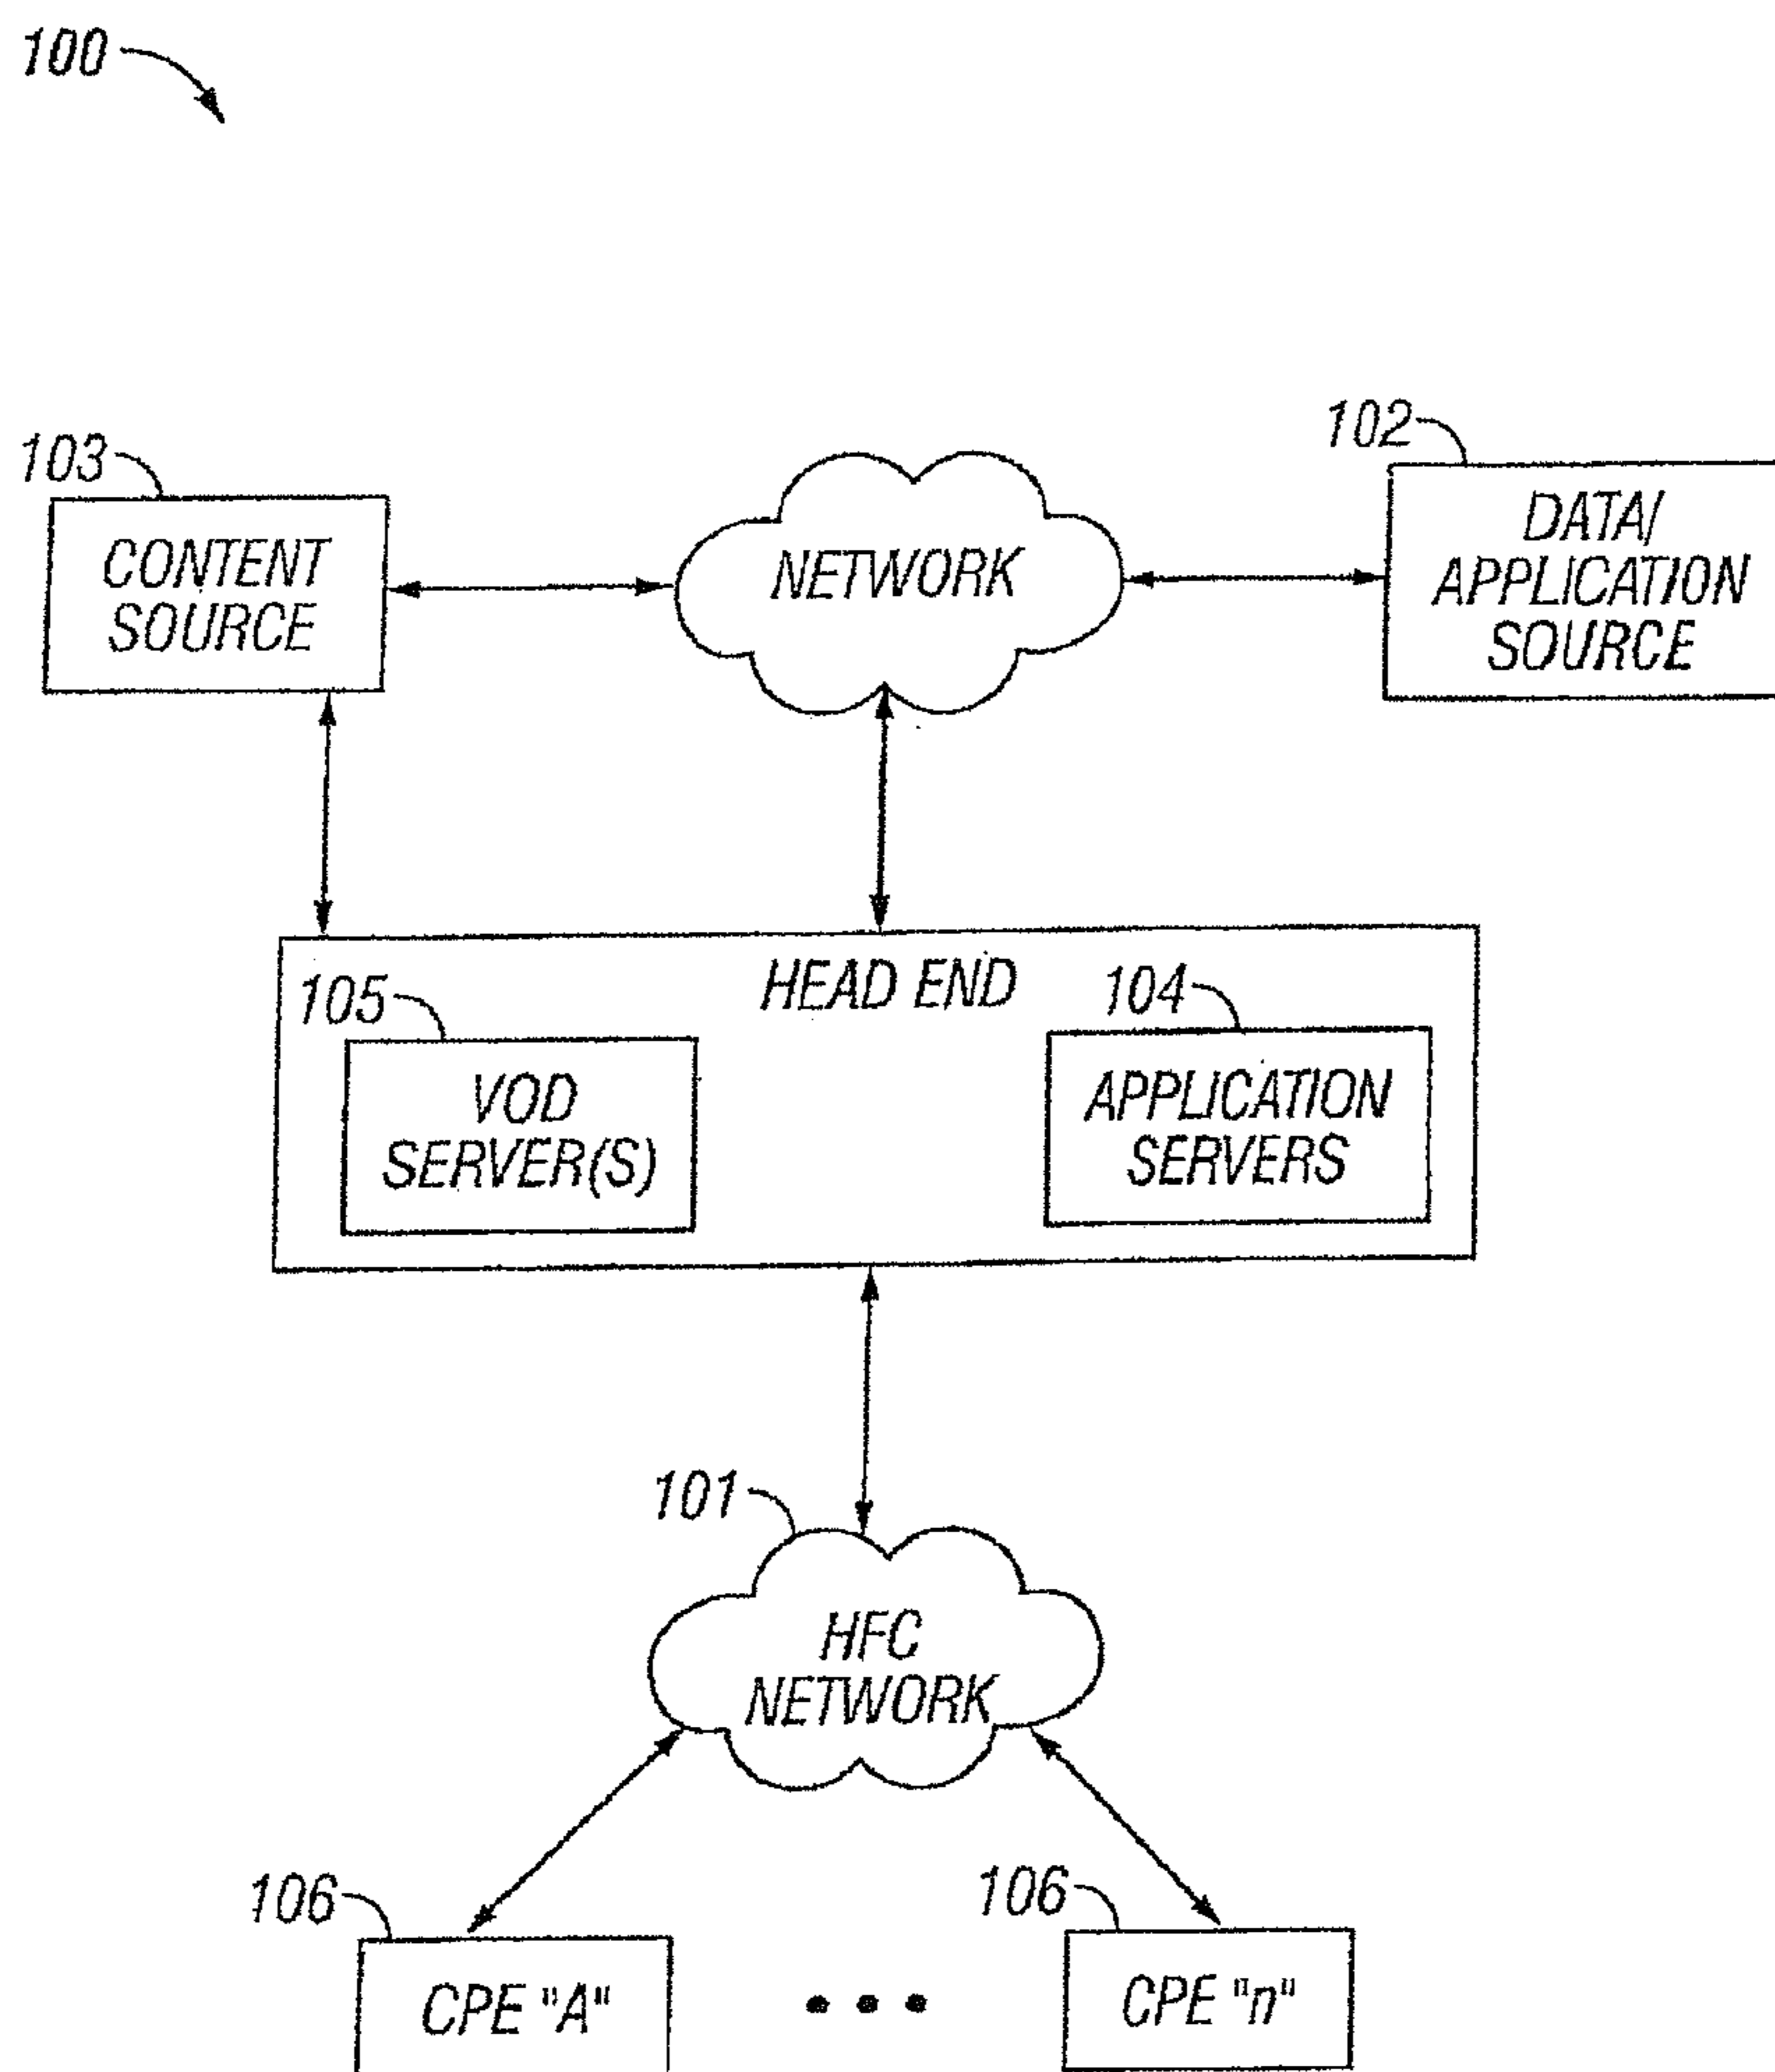 100
103
CONTENT
SOURCE
NETWORK
102
DATA/
APPLICATION
SOURCE
HEAD END
105
VOD
SERVER(S)
104
APPLICATION
SERVERS
101
HFC
NETWORK
106
CPE "A"
106
CPE "n"